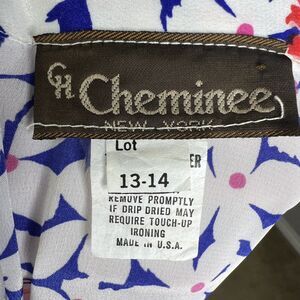 CH Cheminee
NEW YORK
Lot
ER
13-14
REMOVE PROMPTLY
IF DRIP DRIED MAY
REQUIRE TOUCH-UP
IRONING
MADE IN U.S.A.